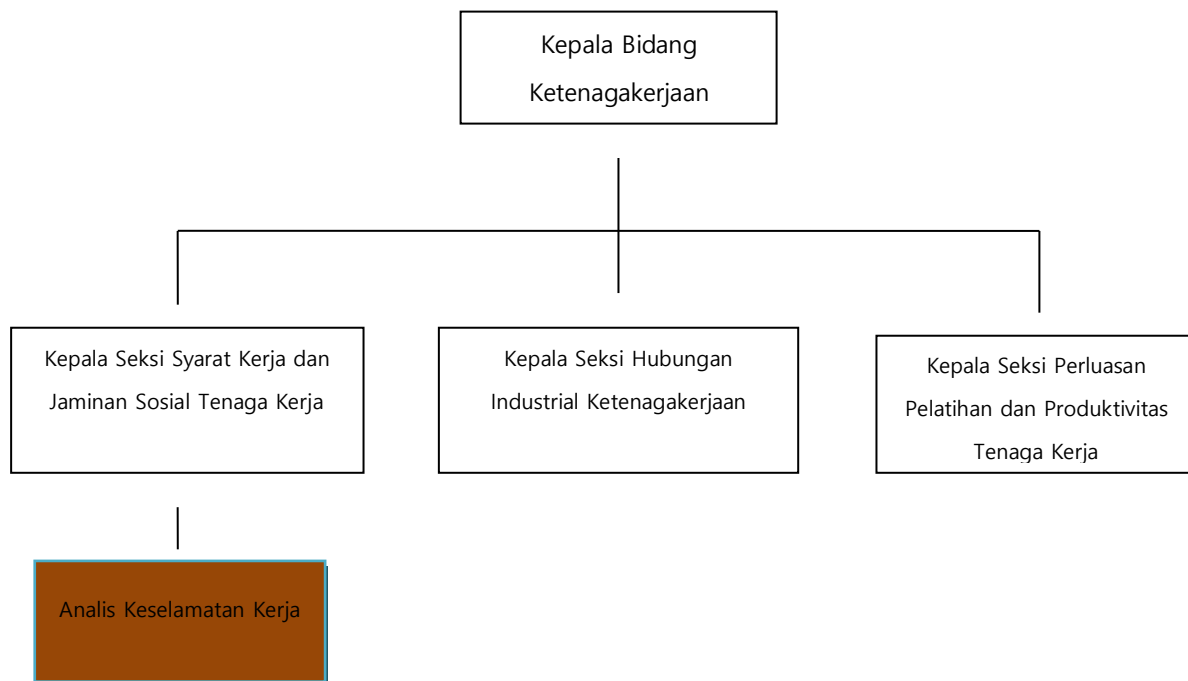 Kepala Bidang
Ketenagakerjaan
Kepala Seksi Syarat Kerja dan
Jaminan Sosial Tenaga Kerja
Kepala Seksi Hubungan
Industrial Ketenagakerjaan
Kepala Seksi Perluasan
Pelatihan dan Produktivitas
Tenaga Kerja
Analis Keselamatan Kerja